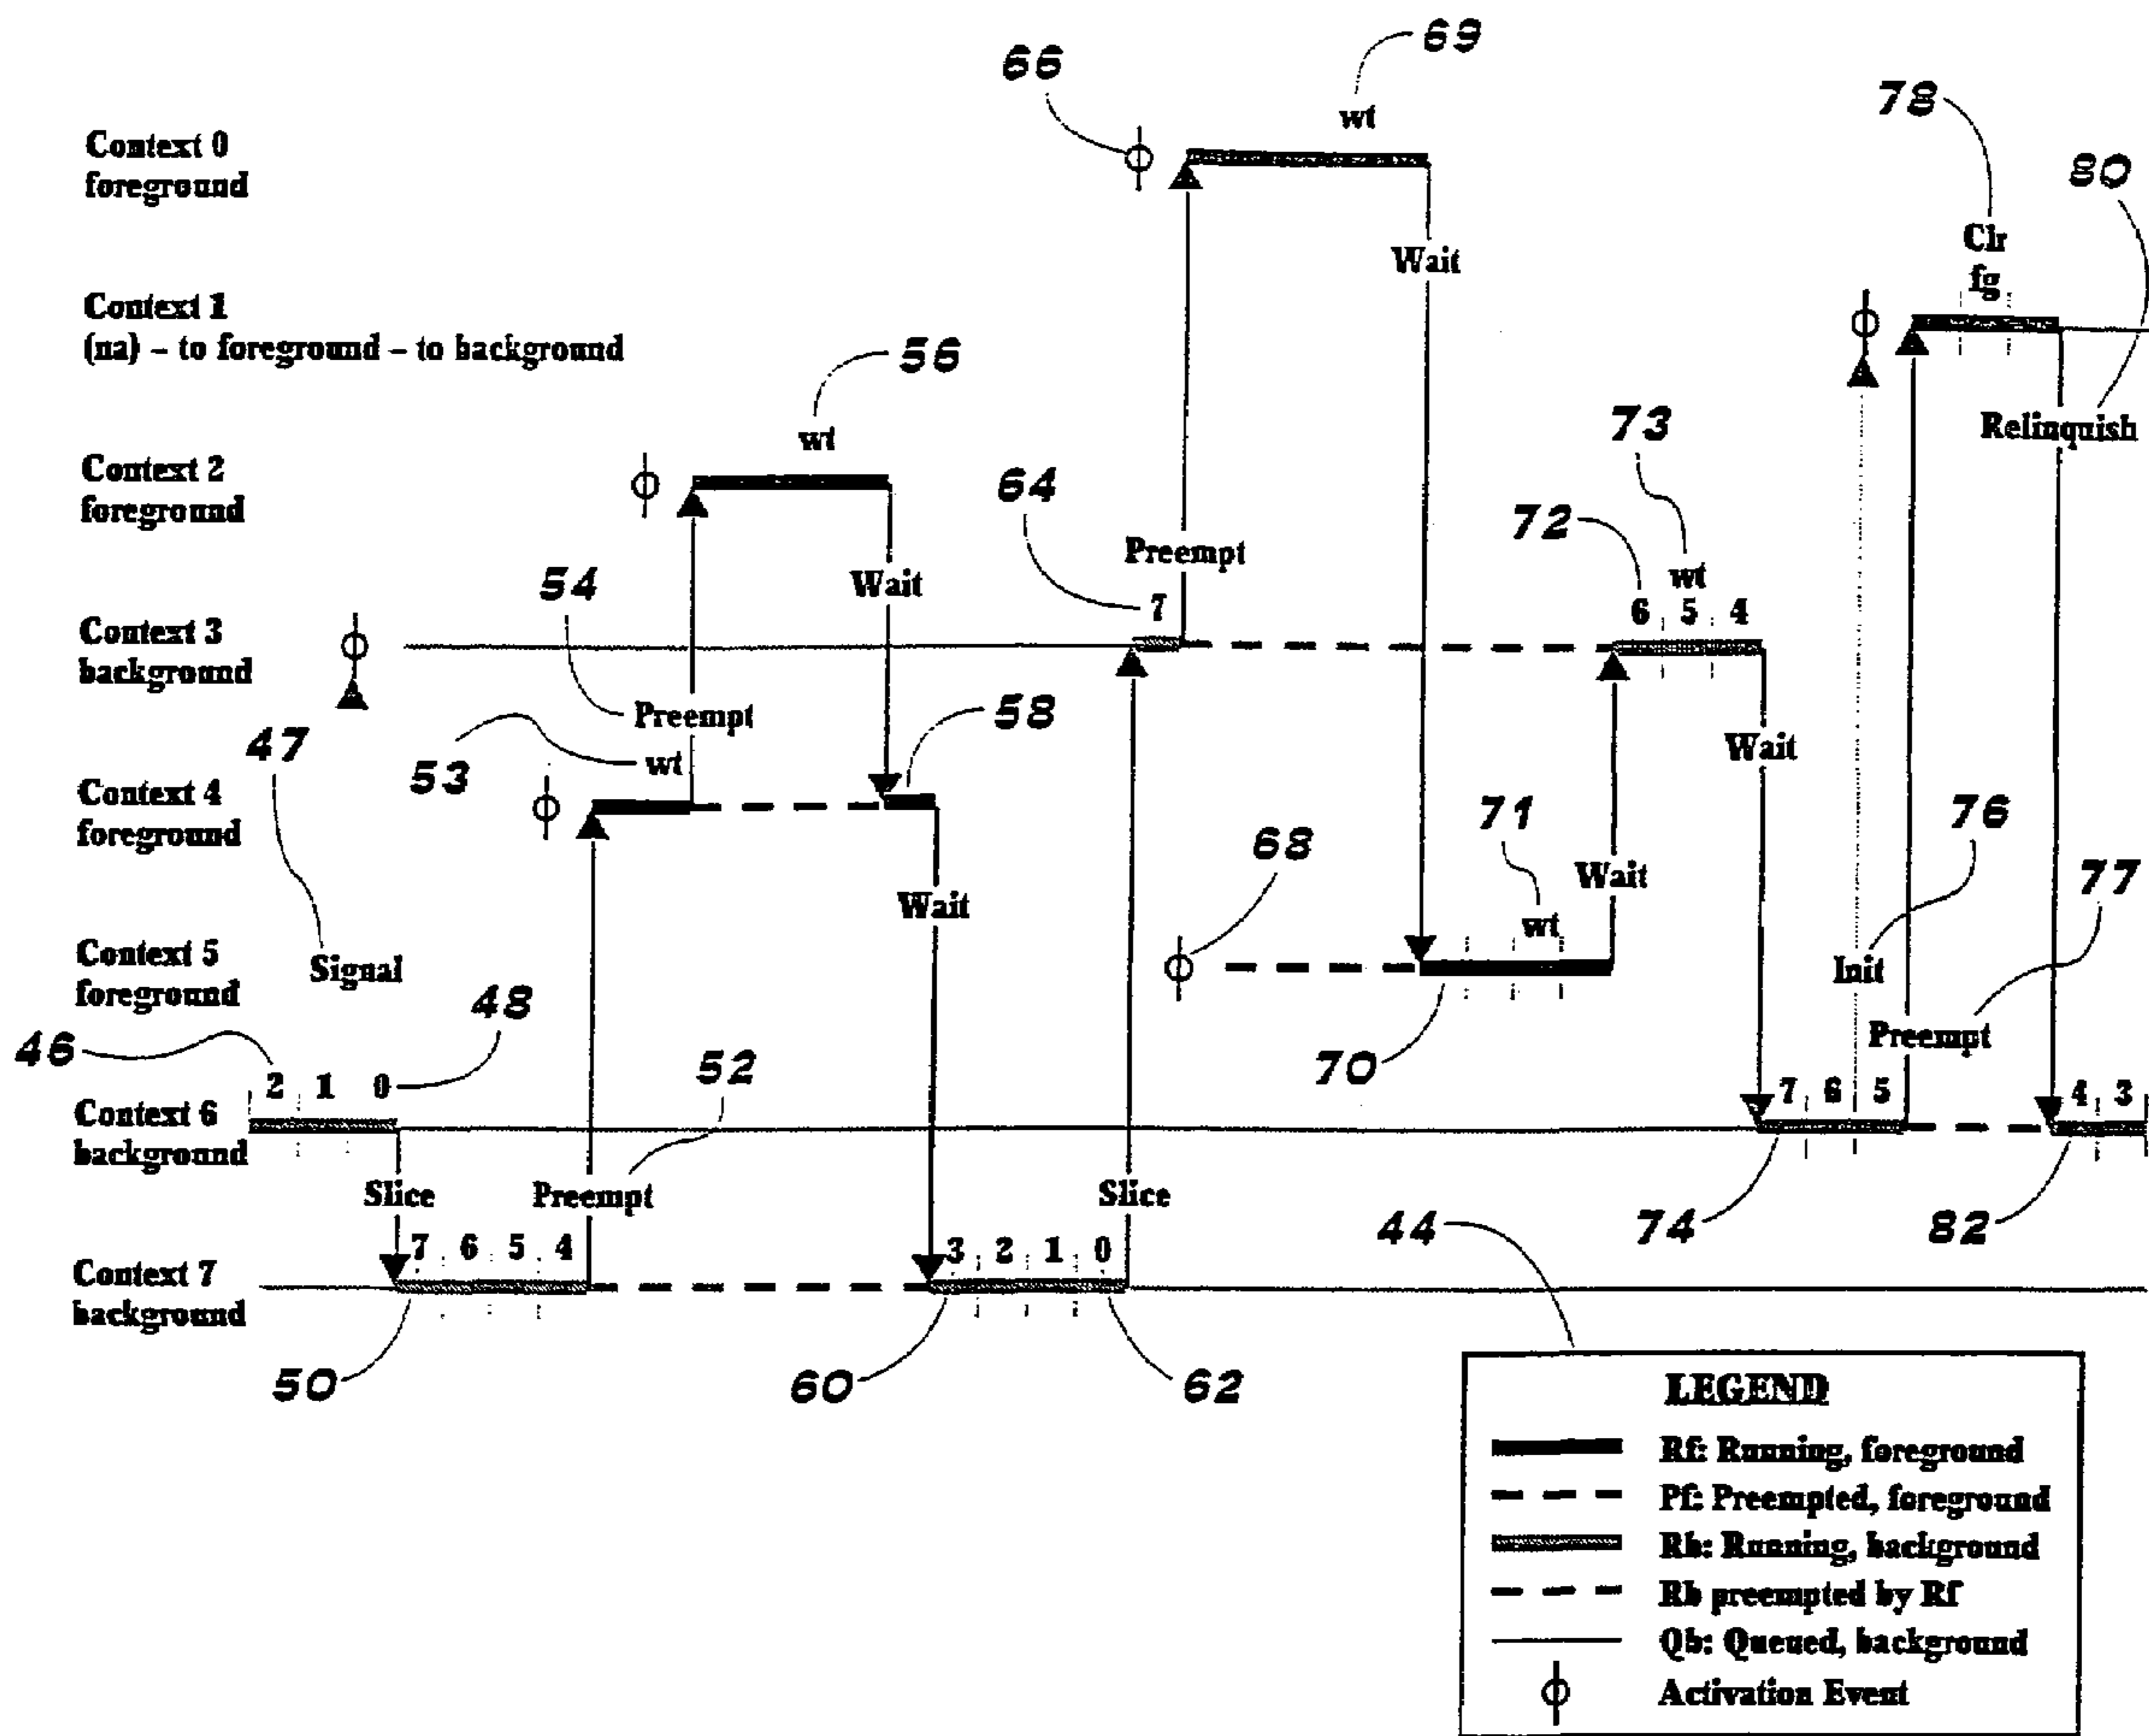 69
66
wt
78
Context 0
foreground
80
Wait
Clr
fg
Context 1
(na) – to foreground – to background
56
wt
73
Relinquish
Context 2
foreground
64
72
Preempt
54
Wait
wt
7
6 5 4
Context 3
background
58
Preempt
47
53
wt
Wait
Context 4
foreground
71
76
68
Wait
77
Wait
wt
Context 5
foreground
Signal
Init
48
46
Preempt
70
52
2 1 0
7 6 5
4 3
Context 6
background
Slice
Preempt
Slice
74
44
82
7 6 5 4
3 2 1 0
Context 7
background
50
60
62
LEGEND
Rf: Running, foreground
Pf: Preempted, foreground
Rb: Running, background
Rb preempted by Rf
Qb: Queued, background
Activation Event